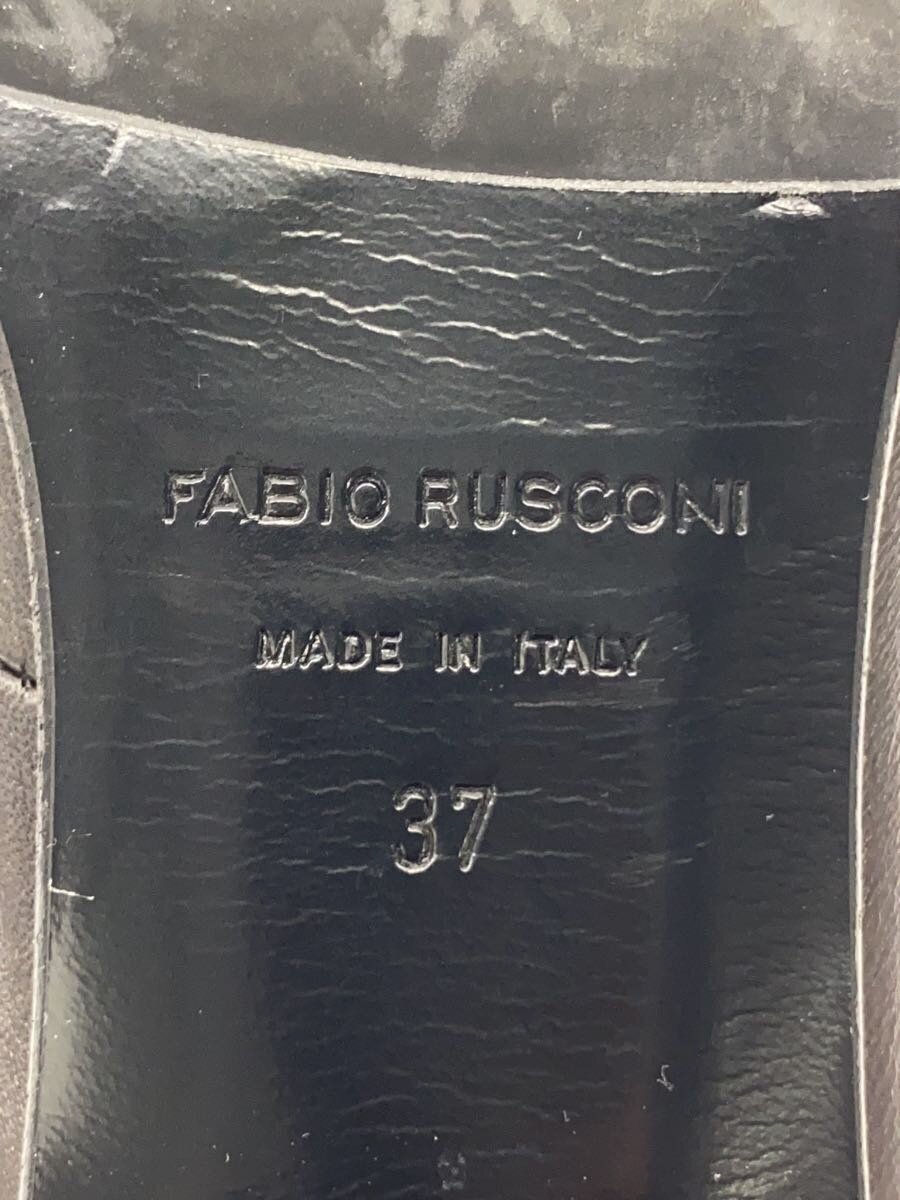 FABIO RUSCONI
MADE IN ITALY
37